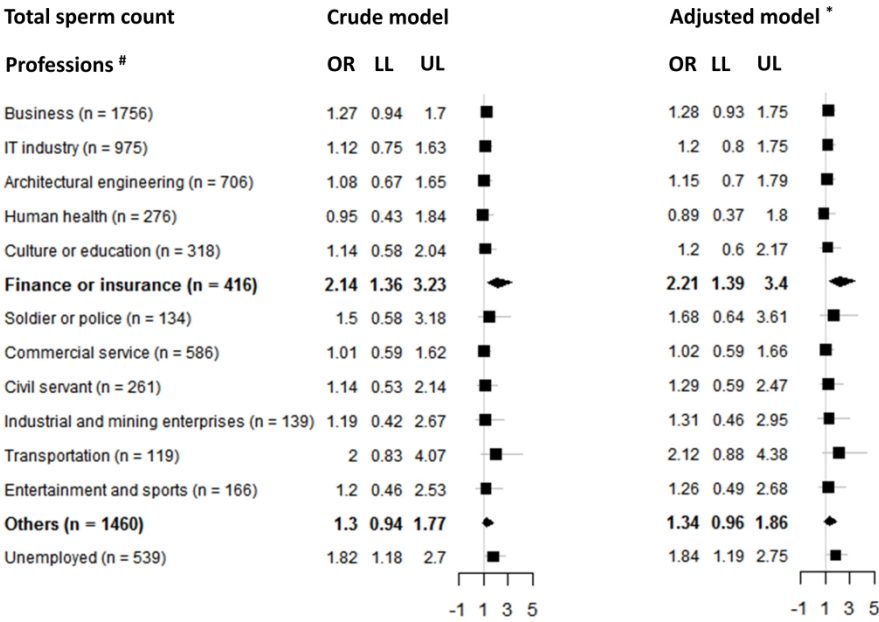 Total sperm count Crude model Adjusted model *
Professions # OR LL UL OR LL UL
Business (n = 1756) 1.27 0.94 1.7 1.28 0.93 1.75
IT industry (n = 975) 1.12 0.75 1.63 1.2 0.8 1.75
Architectural engineering (n = 706) 1.08 0.67 1.65 1.15 0.7 1.79
Human health (n = 276) 0.95 0.43 1.84 0.89 0.37 1.8
Culture or education (n = 318) 1.14 0.58 2.04 1.2 0.6 2.17
Finance or insurance (n = 416) 2.14 1.36 3.23 2.21 1.39 3.4
Soldier or police (n = 134) 1.5 0.58 3.18 1.68 0.64 3.61
Commercial service (n = 586) 1.01 0.59 1.62 1.02 0.59 1.66
Civil servant (n = 261) 1.14 0.53 2.14 1.29 0.59 2.47
Industrial and mining enterprises (n = 139) 1.19 0.42 2.67 1.31 0.46 2.95
Transportation (n = 119) 2 0.83 4.07 2.12 0.88 4.38
Entertainment and sports (n = 166) 1.2 0.46 2.53 1.26 0.49 2.68
Others (n = 1460) 1.3 0.94 1.77 1.34 0.96 1.86
Unemployed (n = 539) 1.82 1.18 2.7 1.84 1.19 2.75
-1 1 3 5 -1 1 3 5